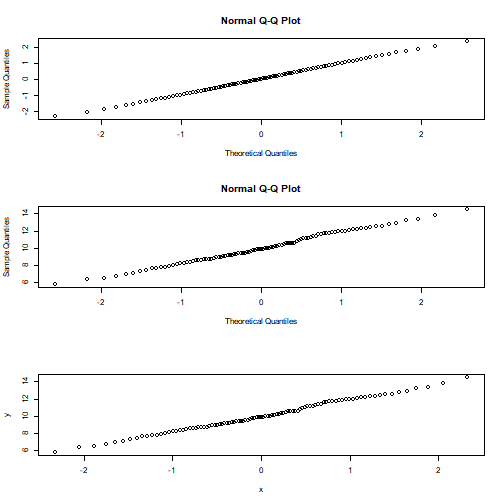 Normal Q-Q Plot
Sample Quantiles
-2 -1 0 1 2
-2 -1 0 1 2
Theoretical Quantiles
Normal Q-Q Plot
Sample Quantiles
6 8 10 12 14
-2 -1 0 1 2
Theoretical Quantiles
y
6 8 10 12 14
-2 -1 0 1 2
x